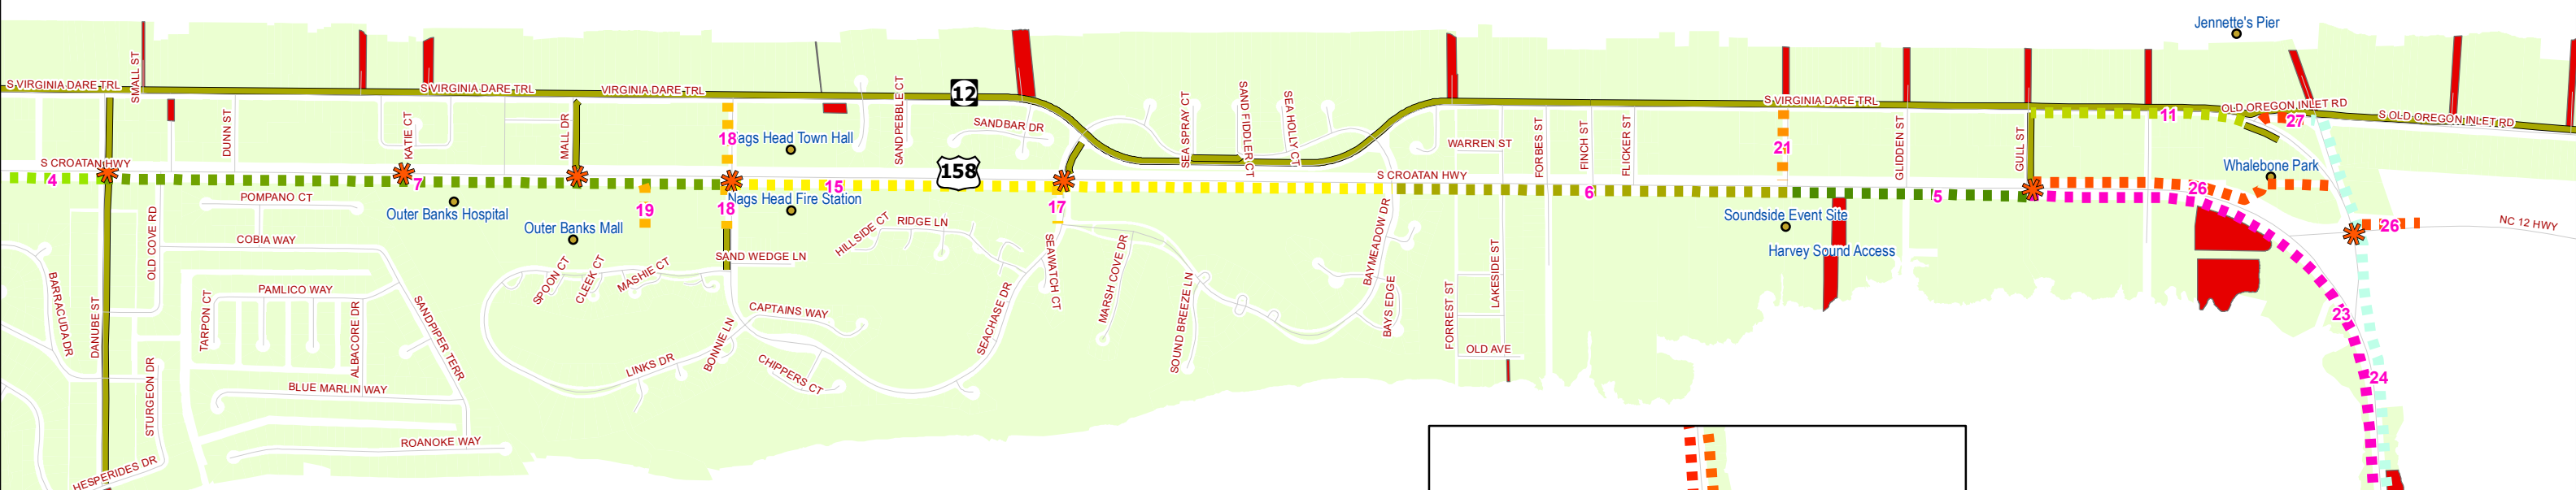 Jennette's Pier
S VIRGINIA DARE TRL
SMALL ST
S VIRGINIA DARE TRL
VIRGINIA DARE TRL
12
S VIRGINIA DARE TRL
OLD OREGON INLET RD
S OLD OREGON INLET RD
11
27
DUNN ST
KATIE CT
MALL DR
18
ags Head Town Hall
SANDPEBBLE CT
SANDBAR DR
SEA SPRAY CT
SAND FIDDLER CT
SEA HOLLY CT
WARREN ST
FORBES ST
FINCH ST
FLICKER ST
21
GLIDDEN ST
GULL ST
Whalebone Park
S CROATAN HWY
158
S CROATAN HWY
4
7
15
6
5
26
POMPANO CT
Outer Banks Hospital
19
18
Nags Head Fire Station
17
Soundside Event Site
26
NC 12 HWY
Outer Banks Mall
HILLSIDE CT
RIDGE LN
Harvey Sound Access
OLD COVE RD
COBIA WAY
SAND WEDGE LN
SEAWATCH CT
MARSH COVE DR
BAYMEADOW DR
LAKESIDE ST
BARRACUDA DR
DANUBE ST
TARPON CT
PAMLICO WAY
ALBACORE DR
SANDPIPER TERR
SPOON CT
CLEEK CT
MASHIE CT
CAPTAINS WAY
SEACHASE DR
SOUND BREEZE LN
BAYS EDGE
FORREST ST
23
OLD AVE
STURGEON DR
BLUE MARLIN WAY
LINKS DR
BONNIE LN
CHIPPERS CT
24
ROANOKE WAY
HESPERIDES DR